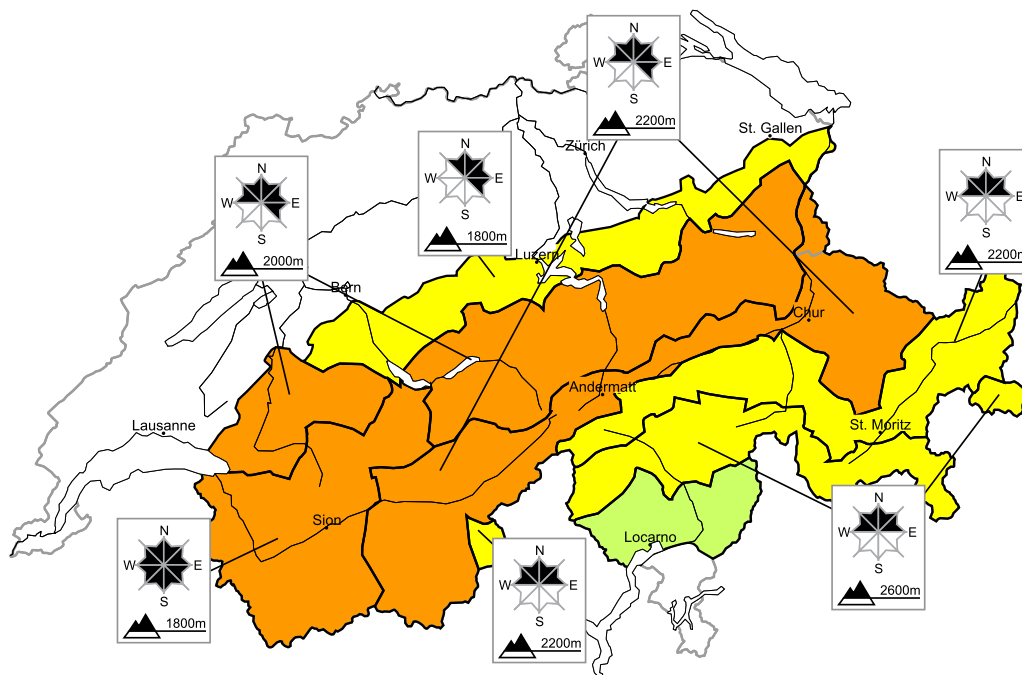 N
W E
S
2200m
St. Gallen
Zürich
N
W E
S
1800m
N
W E
S
2000m
N
W E
S
2200m
Luzern
Bern
Chur
Andermatt
Lausanne
St. Moritz
Sion
Locarno
N
W E
S
2600m
N
W E
S
1800m
N
W E
S
2200m